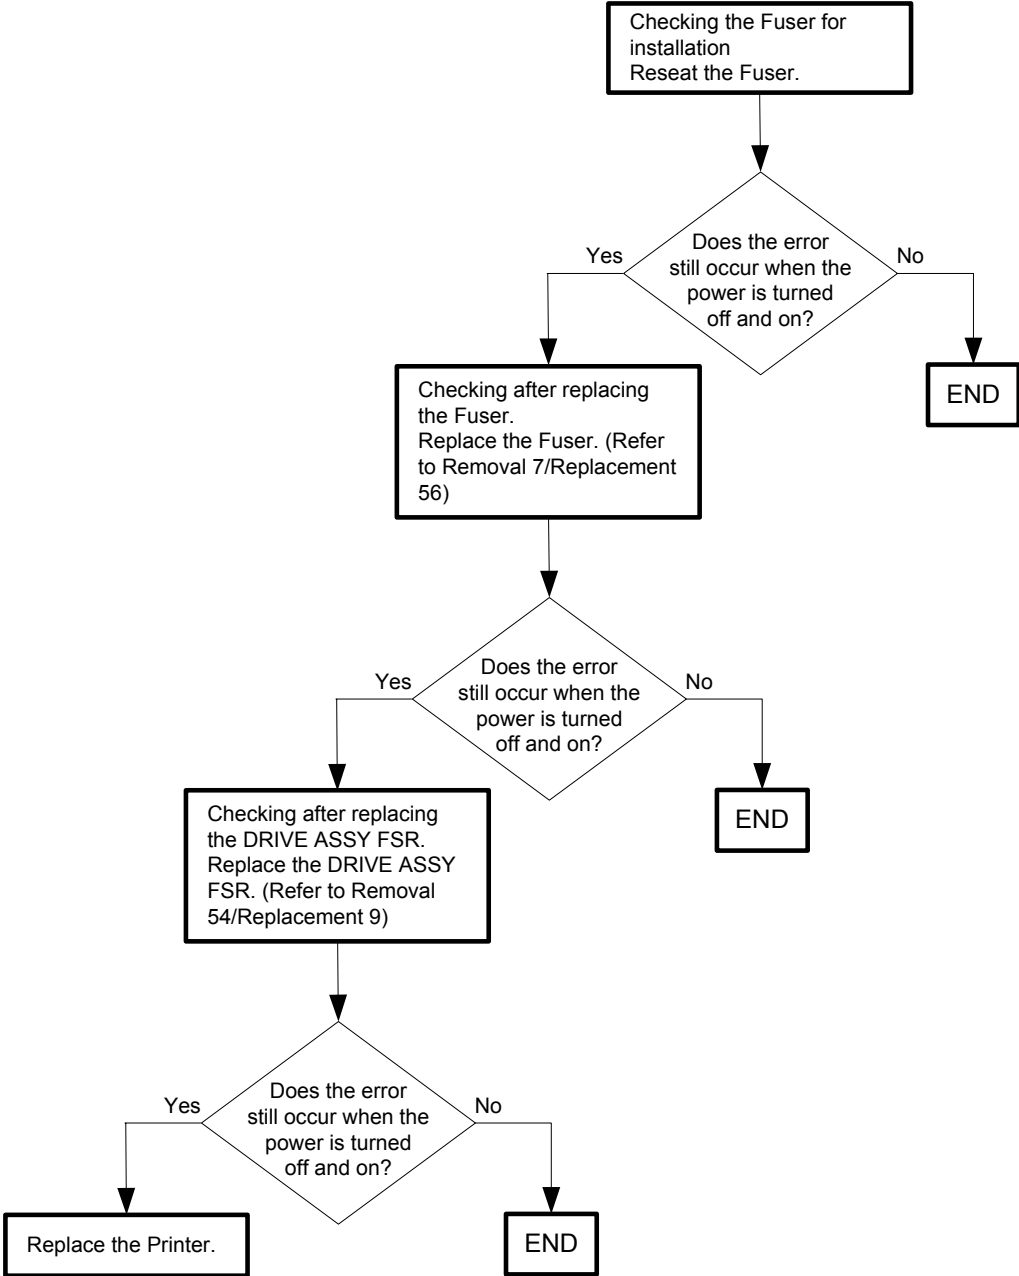 Checking the Fuser for
installation
Reseat the Fuser.
Does the error
still occur when the
power is turned
off and on?
Yes
No
END
Checking after replacing
the Fuser.
Replace the Fuser. (Refer
to Removal 7/Replacement
56)
Does the error
still occur when the
power is turned
off and on?
Yes
No
END
Checking after replacing
the DRIVE ASSY FSR.
Replace the DRIVE ASSY
FSR. (Refer to Removal
54/Replacement 9)
Does the error
still occur when the
power is turned
off and on?
Yes
No
Replace the Printer.
END